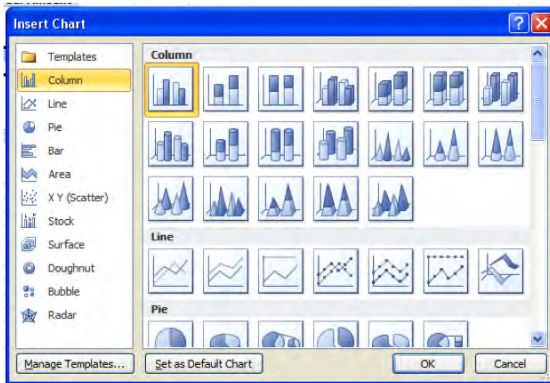 Insert Chart
Templates
Column
Line
Pie
Bar
Area
X Y (Scatter)
Stock
Surface
Doughnut
Bubble
Radar
Column
Line
Pie
Manage Templates...
Set as Default Chart
OK
Cancel